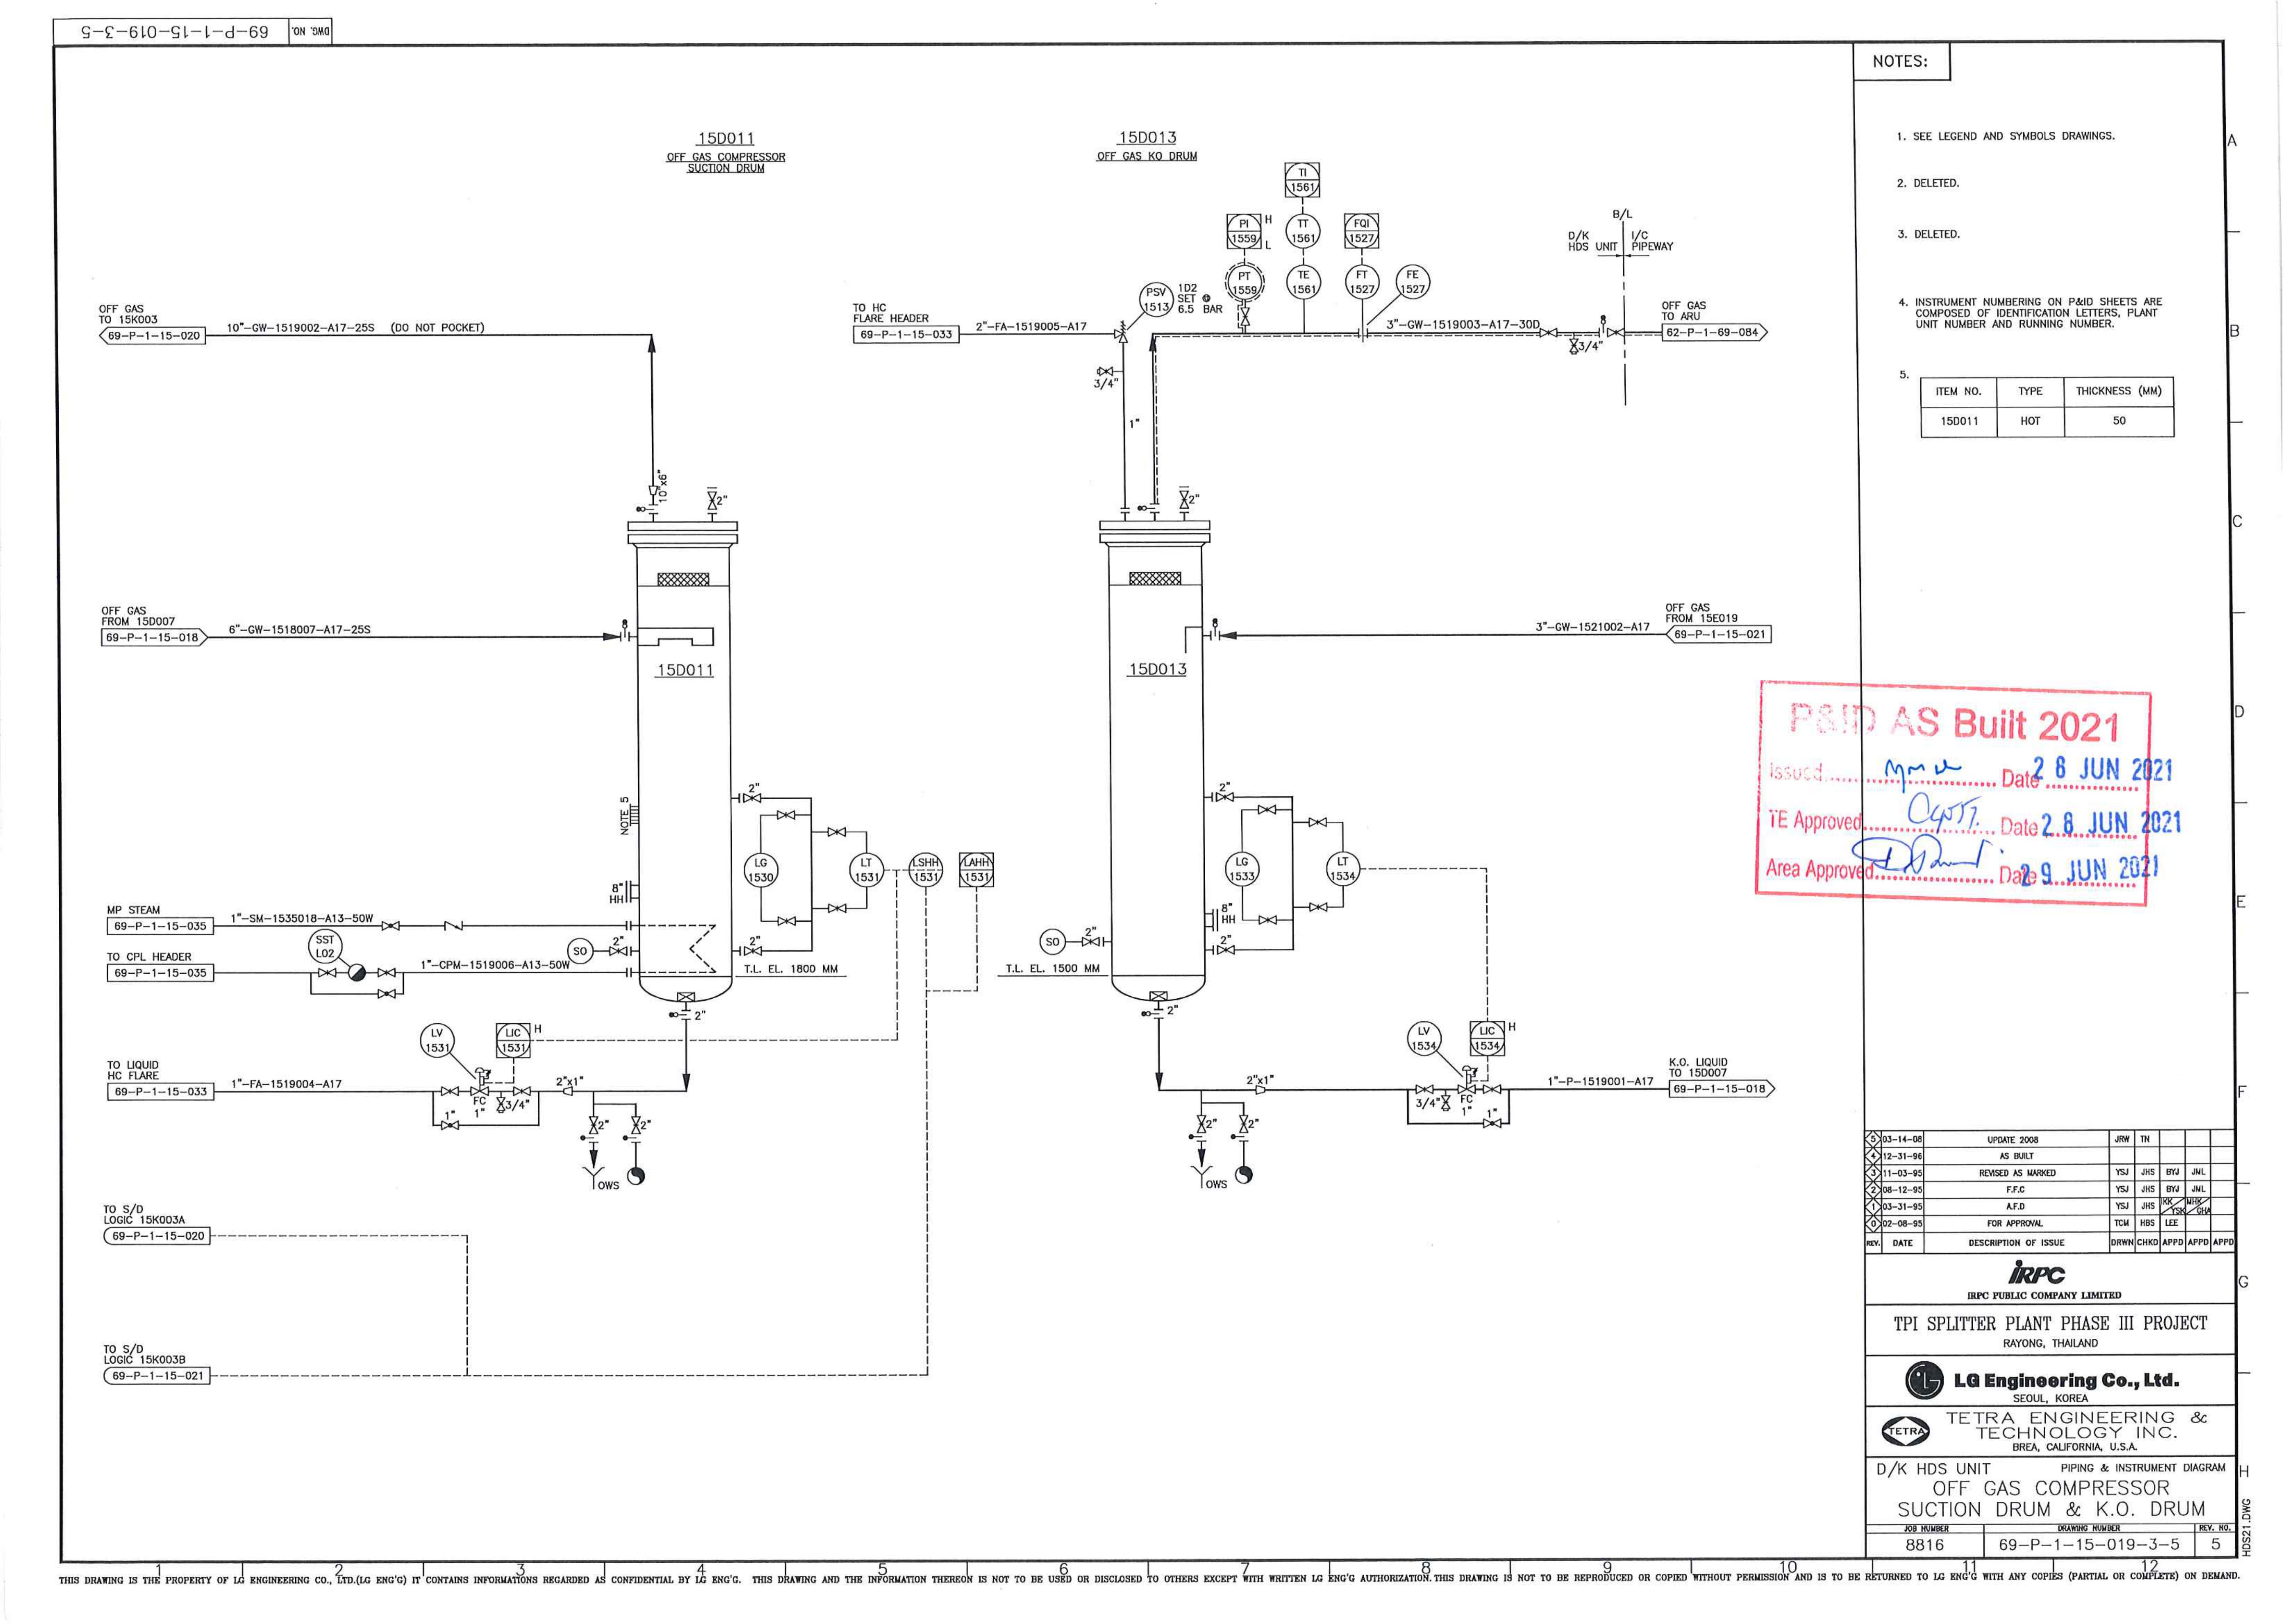 69-P-1-15-019-3-5 DWG. NO.
NOTES:
1. SEE LEGEND AND SYMBOLS DRAWINGS.
2. DELETED.
3. DELETED.
4. INSTRUMENT NUMBERING ON P&ID SHEETS ARE
COMPOSED OF IDENTIFICATION LETTERS, PLANT
UNIT NUMBER AND RUNNING NUMBER.
5.
ITEM NO. TYPE THICKNESS (MM)
15D011 HOT 50
15D011
OFF GAS COMPRESSOR
SUCTION DRUM
15D013
OFF GAS KO DRUM
OFF GAS
TO 15K003
69-P-1-15-020
10"-GW-1519002-A17-25S (DO NOT POCKET)
10"x6"
2"
OFF GAS
FROM 15D007
69-P-1-15-018
6"-GW-1518007-A17-25S
15D011
NOTE 5
8"
HH
2"
LG
1530
LT
1531
LSHH
1531
LAHH
1531
2"
MP STEAM
69-P-1-15-035
1"-SM-1535018-A13-50W
SST
L02
SO
2"
TO CPL HEADER
69-P-1-15-035
1"-CPM-1519006-A13-50W
T.L. EL. 1800 MM
2"
LV
1531
LIC
1531
H
TO LIQUID
HC FLARE
69-P-1-15-033
1"-FA-1519004-A17
FC
1"
3/4"
1"
2"x1"
2"
2"
OWS
TO S/D
LOGIC 15K003A
69-P-1-15-020
TO S/D
LOGIC 15K003B
69-P-1-15-021
TO HC
FLARE HEADER
69-P-1-15-033
2"-FA-1519005-A17
PSV
1513
1D2
SET @
6.5 BAR
3/4"
1"
2"
PI
1559
H
L
PT
1559
TI
1561
TT
1561
TE
1561
FQI
1527
FT
1527
FE
1527
3"-GW-1519003-A17-30D
3/4"
B/L
D/K
HDS UNIT
I/C
PIPEWAY
OFF GAS
TO ARU
62-P-1-69-084
OFF GAS
FROM 15E019
69-P-1-15-021
3"-GW-1521002-A17
15D013
2"
LG
1533
LT
1534
8"
HH
2"
SO
2"
T.L. EL. 1500 MM
2"
LV
1534
LIC
1534
H
2"x1"
3/4"
FC
1"
1"
1"-P-1519001-A17
K.O. LIQUID
TO 15D007
69-P-1-15-018
2"
2"
OWS
P&ID AS Built 2021
Issued Date 28 JUN 2021
TE Approved Date 28 JUN 2021
Area Approved Date 29 JUN 2021
5 03-14-08 UPDATE 2008 JRW TN
4 12-31-96 AS BUILT
3 11-03-95 REVISED AS MARKED YSJ JHS BYJ JNL
2 08-12-95 F.F.C YSJ JHS BYJ JNL
1 03-31-95 A.F.D YSJ JHS
0 02-08-95 FOR APPROVAL TCM HBS LEE
REV. DATE DESCRIPTION OF ISSUE DRWN CHKD APPD APPD APPD
iRPC
IRPC PUBLIC COMPANY LIMITED
TPI SPLITTER PLANT PHASE III PROJECT
RAYONG, THAILAND
LG Engineering Co., Ltd.
SEOUL, KOREA
TETRA
TETRA ENGINEERING &
TECHNOLOGY INC.
BREA, CALIFORNIA, U.S.A.
D/K HDS UNIT PIPING & INSTRUMENT DIAGRAM
OFF GAS COMPRESSOR
SUCTION DRUM & K.O. DRUM
JOB NUMBER DRAWING NUMBER REV. NO.
8816 69-P-1-15-019-3-5 5
HDS21.DWG
A
B
C
D
E
F
G
H
1 2 3 4 5 6 7 8 9 10 11 12
THIS DRAWING IS THE PROPERTY OF LG ENGINEERING CO., LTD.(LG ENG'G) IT CONTAINS INFORMATIONS REGARDED AS CONFIDENTIAL BY LG ENG'G. THIS DRAWING AND THE INFORMATION THEREON IS NOT TO BE USED OR DISCLOSED TO OTHERS EXCEPT WITH WRITTEN LG ENG'G AUTHORIZATION. THIS DRAWING IS NOT TO BE REPRODUCED OR COPIED WITHOUT PERMISSION AND IS TO BE RETURNED TO LG ENG'G WITH ANY COPIES (PARTIAL OR COMPLETE) ON DEMAND.